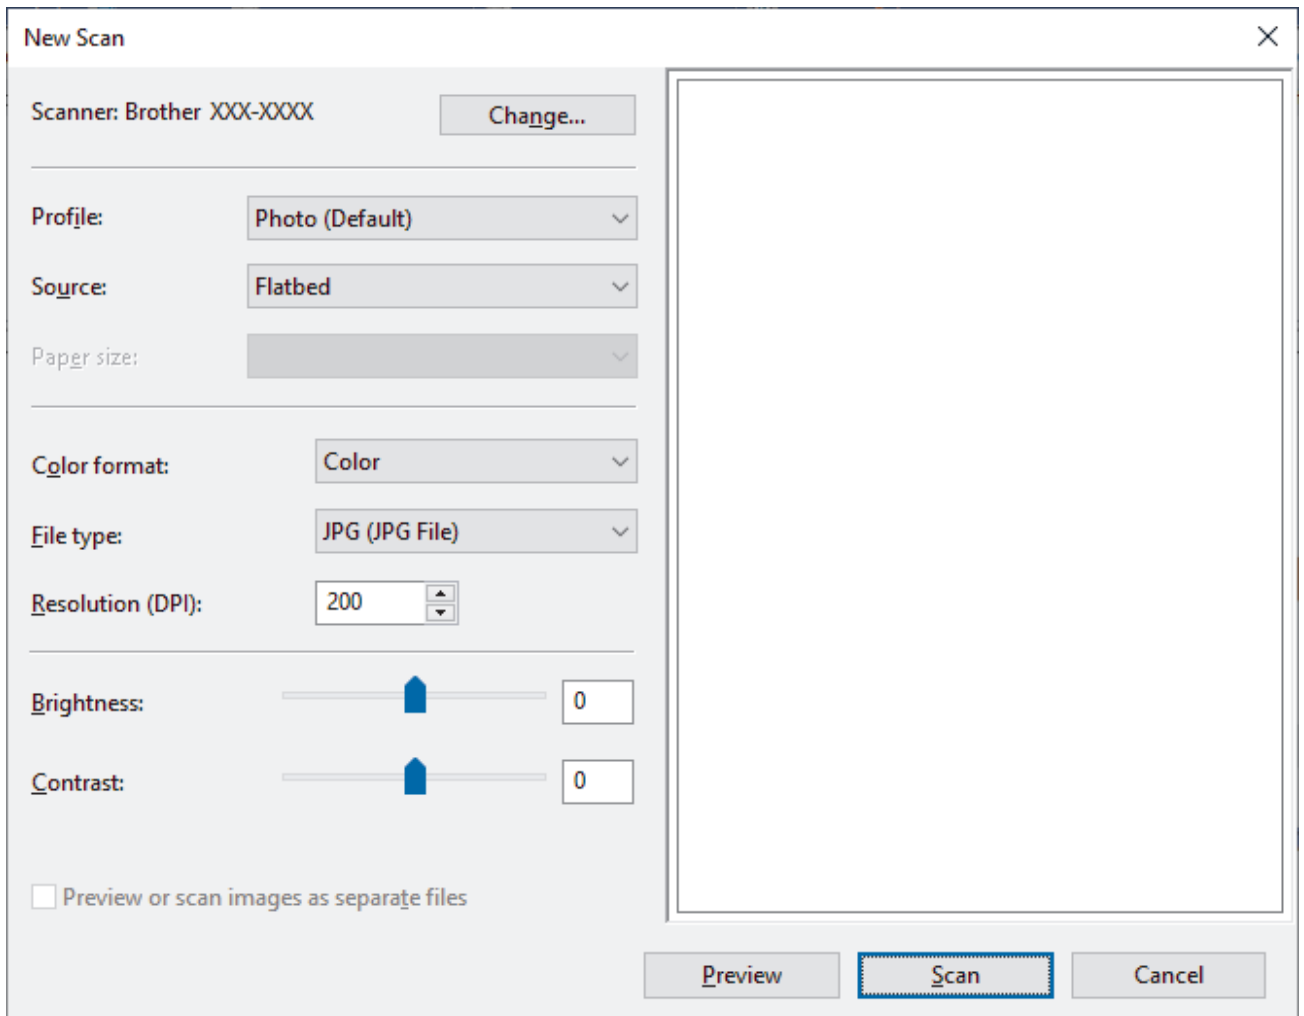 New Scan
Scanner: Brother XXX-XXXX
Change...
Profile:
Photo (Default)
Source:
Flatbed
Paper size:
Color format:
Color
File type:
JPG (JPG File)
Resolution (DPI):
200
Brightness:
0
Contrast:
0
Preview or scan images as separate files
Preview
Scan
Cancel